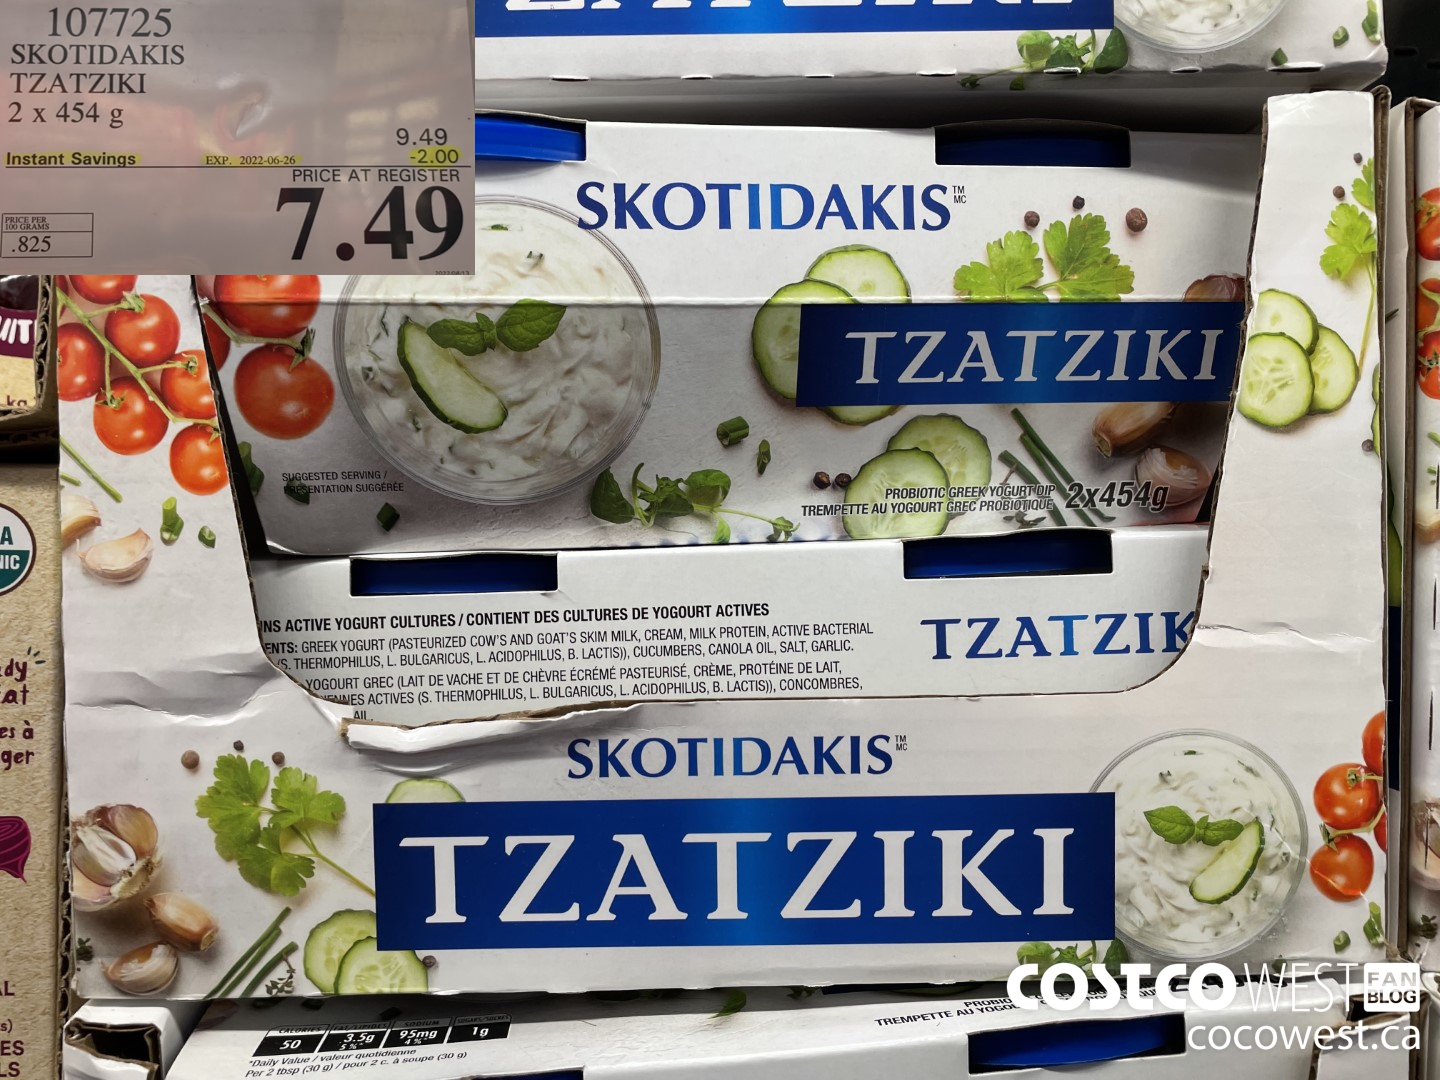 107725
SKOTIDAKIS
TZATZIKI
2 x 454 g
9.49
Instant Savings EXP. 2022-06-26 -2.00
PRICE AT REGISTER
7.49
PRICE PER
100 GRAMS
.825
SKOTIDAKIS TM MC
TZATZIKI
SUGGESTED SERVING /
PRÉSENTATION SUGGÉRÉE
PROBIOTIC GREEK YOGURT DIP
TREMPETTE AU YOGOURT GREC PROBIOTIQUE
2x454g
ACTIVE YOGURT CULTURES / CONTIENT DES CULTURES DE YOGOURT ACTIVES
GREEK YOGURT (PASTEURIZED COW'S AND GOAT'S SKIM MILK, CREAM, MILK PROTEIN, ACTIVE BACTERIAL
THERMOPHILUS, L. BULGARICUS, L. ACIDOPHILUS, B. LACTIS)), CUCUMBERS, CANOLA OIL, SALT, GARLIC.
YOGOURT GREC (LAIT DE VACHE ET DE CHÈVRE ÉCRÉMÉ PASTEURISÉ, CRÈME, PROTÉINE DE LAIT,
ACTIVES (S. THERMOPHILUS, L. BULGARICUS, L. ACIDOPHILUS, B. LACTIS)), CONCOMBRES,
TZATZIK
SKOTIDAKIS TM MC
TZATZIKI
CALORIES
50
3.5g
5%
SODIUM
95mg
4%
1g
*Daily Value / valeur quotidienne
Per 2 tbsp (30 g) / pour 2 c. à soupe (30 g)
TREMPETTE AU
COSTCO WEST FAN BLOG
cocowest.ca